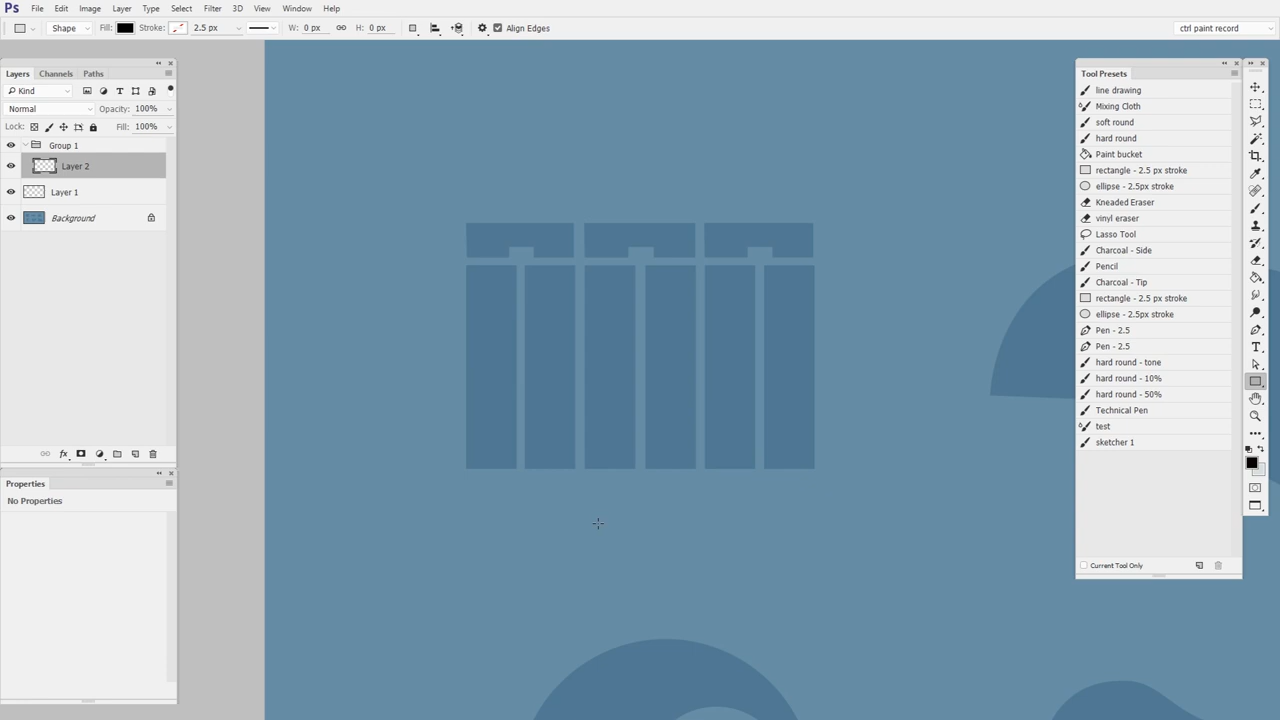 Ps File Edit Image Layer Type Select Filter 3D View Window Help
Shape Fill: Stroke: 2.5 px W: 0 px H: 0 px Align Edges ctrl paint record
Layers Channels Paths
Kind
Normal Opacity: 100%
Lock: Fill: 100%
Group 1
Layer 2
Layer 1
Background
Properties
No Properties
Tool Presets
line drawing
Mixing Cloth
soft round
hard round
Paint bucket
rectangle - 2.5 px stroke
ellipse - 2.5px stroke
Kneaded Eraser
vinyl eraser
Lasso Tool
Charcoal - Side
Pencil
Charcoal - Tip
rectangle - 2.5 px stroke
ellipse - 2.5px stroke
Pen - 2.5
Pen - 2.5
hard round - tone
hard round - 10%
hard round - 50%
Technical Pen
test
sketcher 1
Current Tool Only